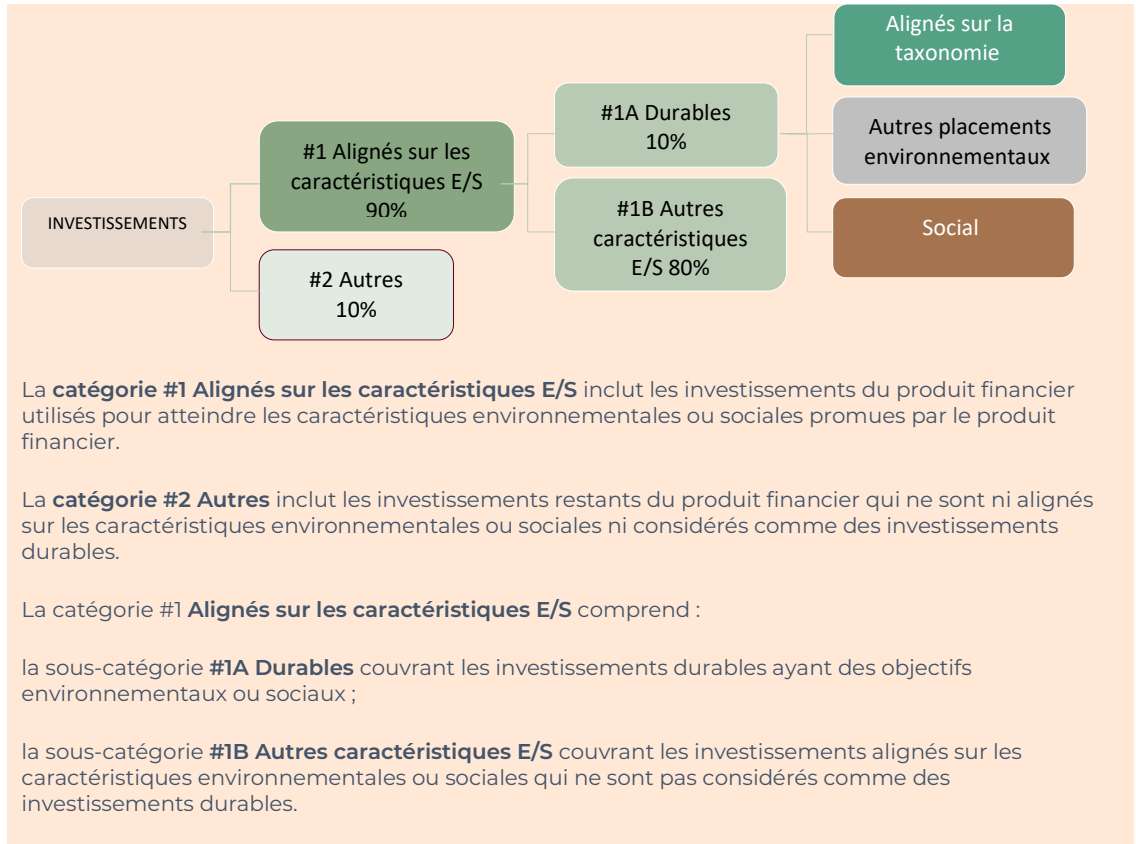 INVESTISSEMENTS
#1 Alignés sur les
caractéristiques E/S
90%
#2 Autres
10%
#1A Durables
10%
#1B Autres
caractéristiques
E/S 80%
Alignés sur la
taxonomie
Autres placements
environnementaux
Social
La catégorie #1 Alignés sur les caractéristiques E/S inclut les investissements du produit financier
utilisés pour atteindre les caractéristiques environnementales ou sociales promues par le produit
financier.
La catégorie #2 Autres inclut les investissements restants du produit financier qui ne sont ni alignés
sur les caractéristiques environnementales ou sociales ni considérés comme des investissements
durables.
La catégorie #1 Alignés sur les caractéristiques E/S comprend :
la sous-catégorie #1A Durables couvrant les investissements durables ayant des objectifs
environnementaux ou sociaux ;
la sous-catégorie #1B Autres caractéristiques E/S couvrant les investissements alignés sur les
caractéristiques environnementales ou sociales qui ne sont pas considérés comme des
investissements durables.